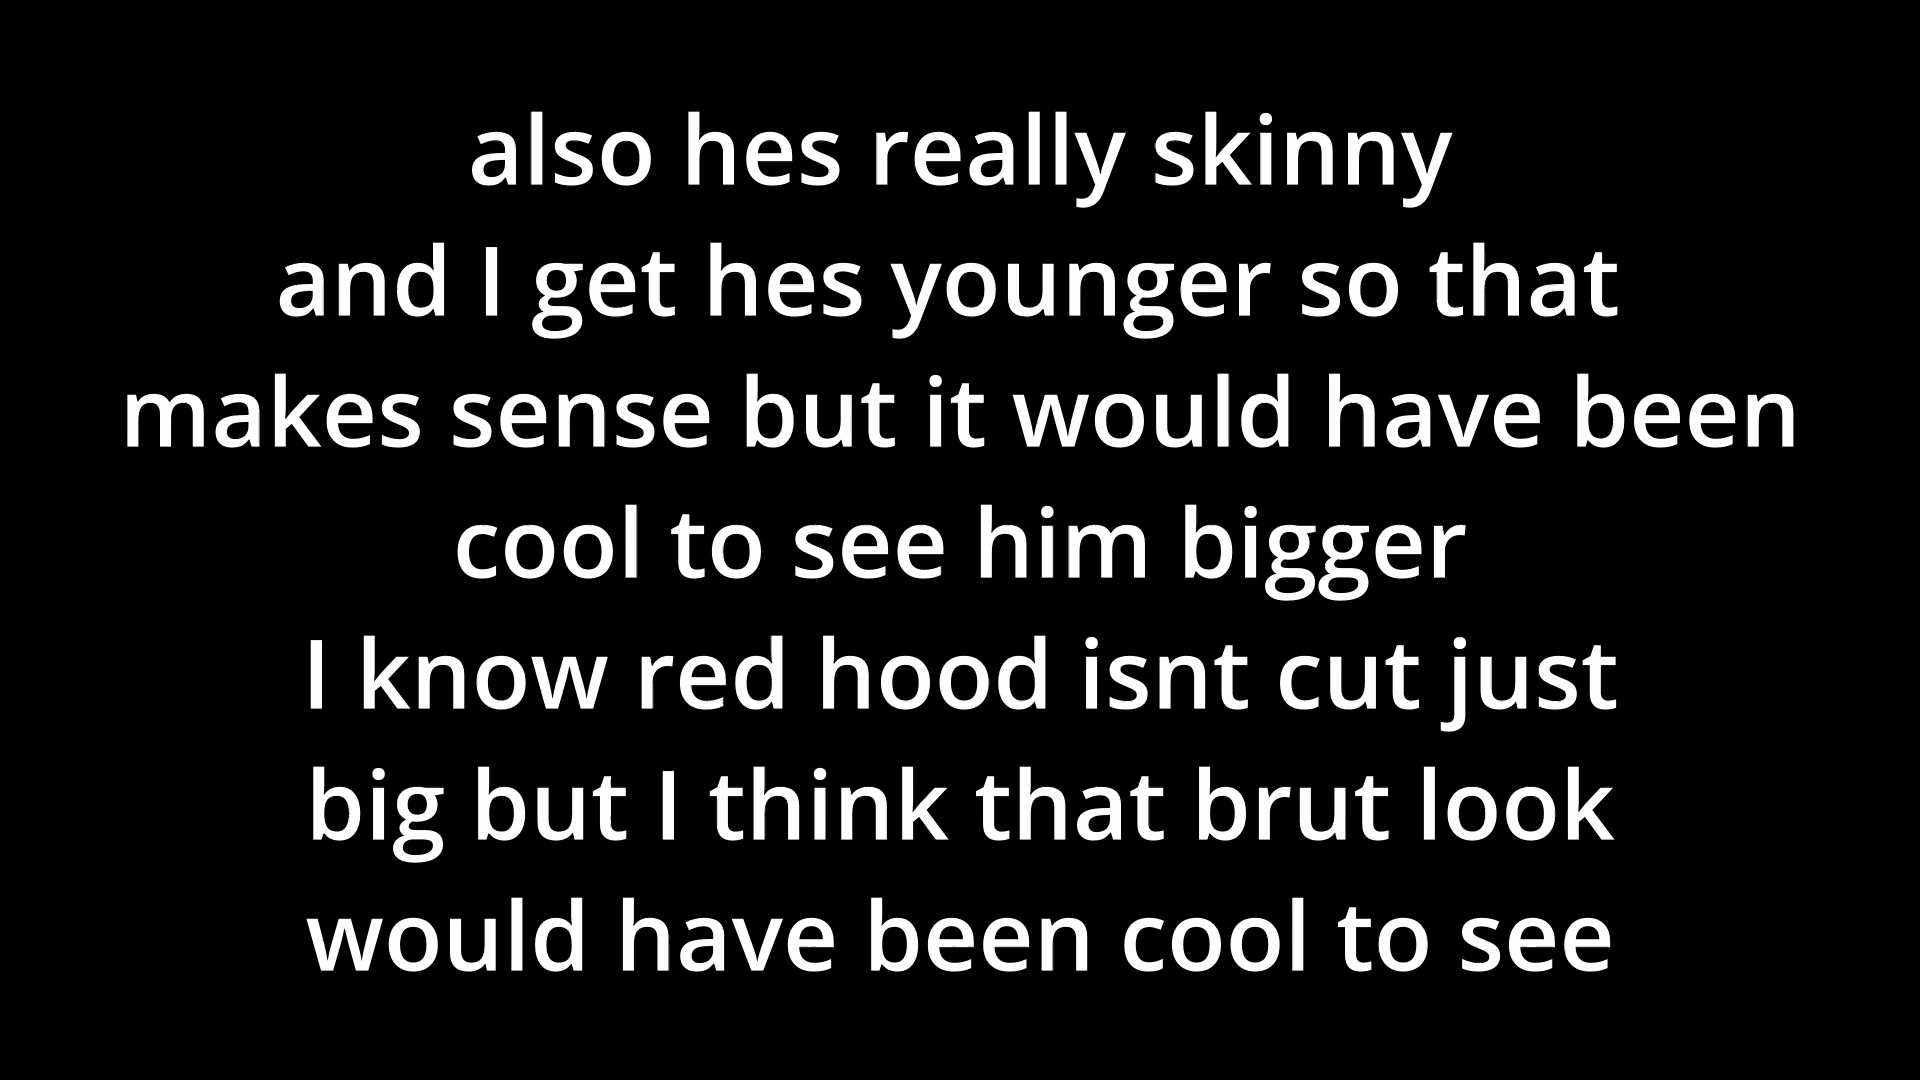 also hes really skinny
and I get hes younger so that
makes sense but it would have been
cool to see him bigger
I know red hood isnt cut just
big but I think that brut look
would have been cool to see